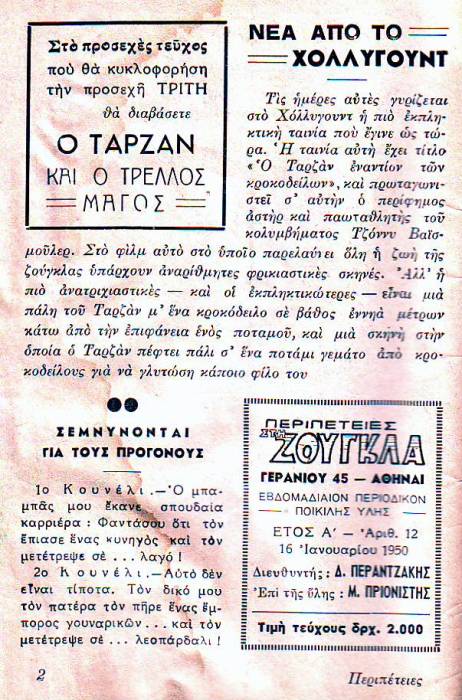 Στὸ προσεχὲς τεῦχος
ποὺ θὰ κυκλοφορήση
τὴν προσεχῆ ΤΡΙΤΗ
θὰ διαβάσετε
Ο ΤΑΡΖΑΝ
ΚΑΙ Ο ΤΡΕΛΛΟΣ
ΜΑΓΟΣ
ΝΕΑ ΑΠΟ ΤΟ
ΧΟΛΛΥΓΟΥΝΤ
Τὶς ἡμέρες αὐτὲς γυρίζεται
στὸ Χόλλυγουντ ἡ πιὸ ἐκπλη-
κτικὴ ταινία ποὺ ἔγινε ὡς τώ-
ρα. Ἡ ταινία αὐτὴ ἔχει τίτλο
«Ὁ Ταρζὰν ἐναντίον τῶν
κροκοδείλων», καὶ πρωταγωνι-
στεῖ σ' αὐτὴν ὁ περίφημος
ἀστὴρ καὶ παωταθλητὴς τοῦ
κολυμβήματος Τζόννυ Βαϊσ-
μοῦλερ. Στὸ φὶλμ αὐτὸ στὸ ὑποῖο παρελαύνει ὅλη ἡ ζωὴ τῆς
ζούγκλας ὑπάρχουν ἀναρίθμητες φρικιαστικὲς σκηνές. Ἀλλ' ἡ
πιὸ ἀνατριχιαστικὲς — καὶ οἱ ἐκπληκτικώτερες — εἶναι μιὰ
πάλη τοῦ Ταρζὰν μ' ἕνα κροκόδειλο σὲ βάθος ἐννηὰ μέτρων
κάτω ἀπὸ τὴν ἐπιφάνεια ἑνὸς ποταμοῦ, καὶ μιὰ σκηνὴ στὴν
ὁποία ὁ Ταρζὰν πέφτει πάλι σ' ἕνα ποτάμι γεμάτο ἀπὸ κρο-
κοδείλους γιὰ νὰ γλυτώση κάποιο φίλο του
ΣΕΜΝΥΝΟΝΤΑΙ
ΓΙΑ ΤΟΥΣ ΠΡΟΓΟΝΟΥΣ
1ο Κουνέλι.—Ὁ μπα-
μπᾶς μου ἔκανε σπουδαία
καρριέρα : Φαντάσου ὅτι τὸν
ἔπιασε ἕνας κυνηγὸς καὶ τὸν
μετέτρεψε σὲ ... λαγό !
2ο Κουνέλι.—Αὐτὸ δὲν
εἶναι τίποτα. Τὸν δικό μου
τὸν πατέρα τὸν πῆρε ἕνας ἔμ-
πορος γουναρικῶν... καὶ τὸν
μετέτρεψε σὲ ... λεοπάρδαλι !
ΠΕΡΙΠΕΤΕΙΕΣ
ΣΤΗ ΖΟΥΓΚΛΑ
ΓΕΡΑΝΙΟΥ 45 — ΑΘΗΝΑΙ
ΕΒΔΟΜΑΔΙΑΙΟΝ ΠΕΡΙΟΔΙΚΟΝ
ΠΟΙΚΙΛΗΣ ΥΛΗΣ
ΕΤΟΣ Α′ — Ἀριθ. 12
16 Ἰανουαρίου 1950
Διευθυντής : Δ. ΠΕΡΑΝΤΖΑΚΗΣ
Ἐπὶ τῆς ὕλης : Μ. ΠΡΙΟΝΙΣΤΗΣ
Τιμὴ τεύχους δρχ. 2.000
2
Περιπέτειες